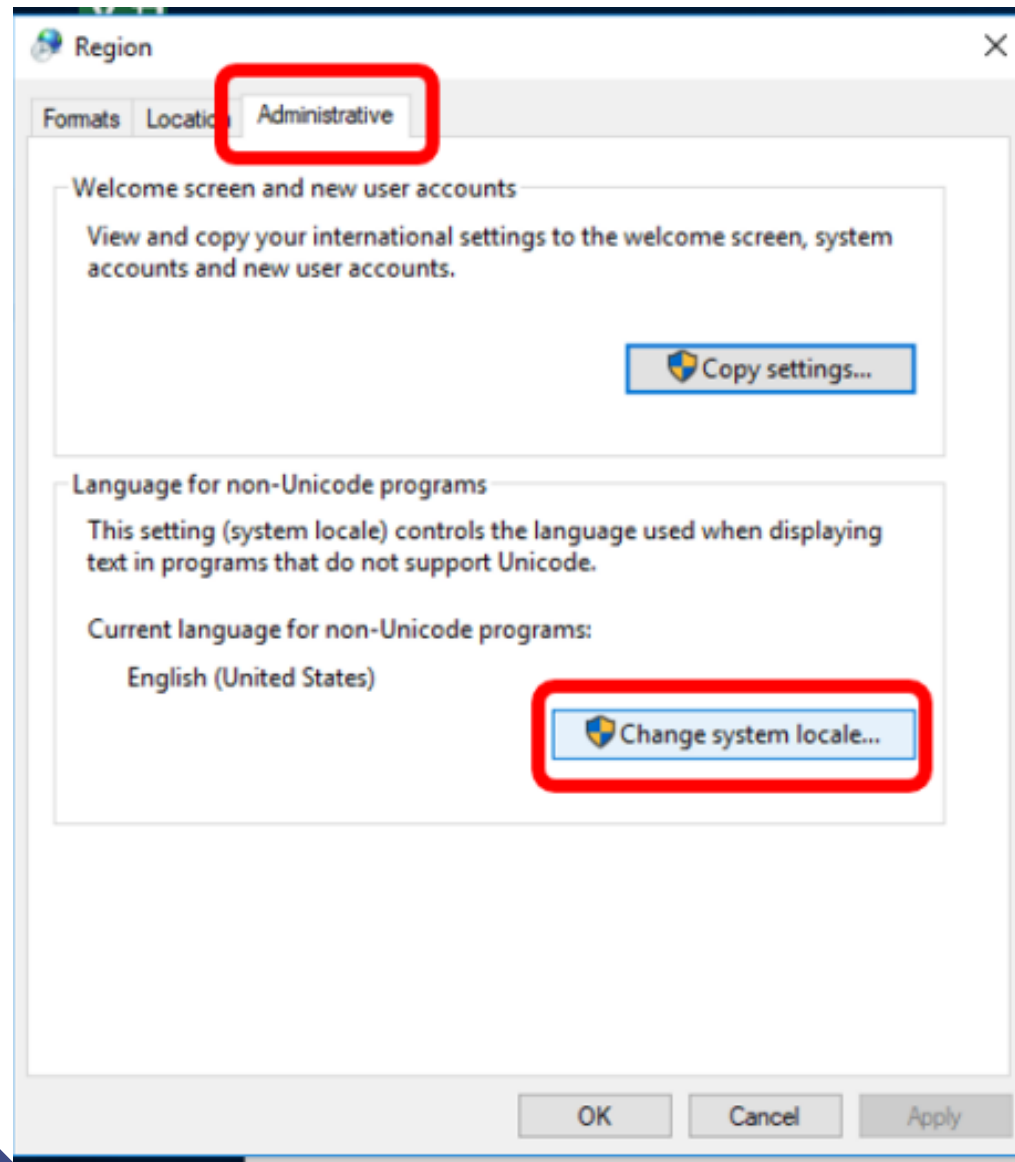 Region
Formats Location Administrative
Welcome screen and new user accounts
View and copy your international settings to the welcome screen, system
accounts and new user accounts.
Copy settings...
Language for non-Unicode programs
This setting (system locale) controls the language used when displaying
text in programs that do not support Unicode.
Current language for non-Unicode programs:
English (United States)
Change system locale...
OK Cancel Apply